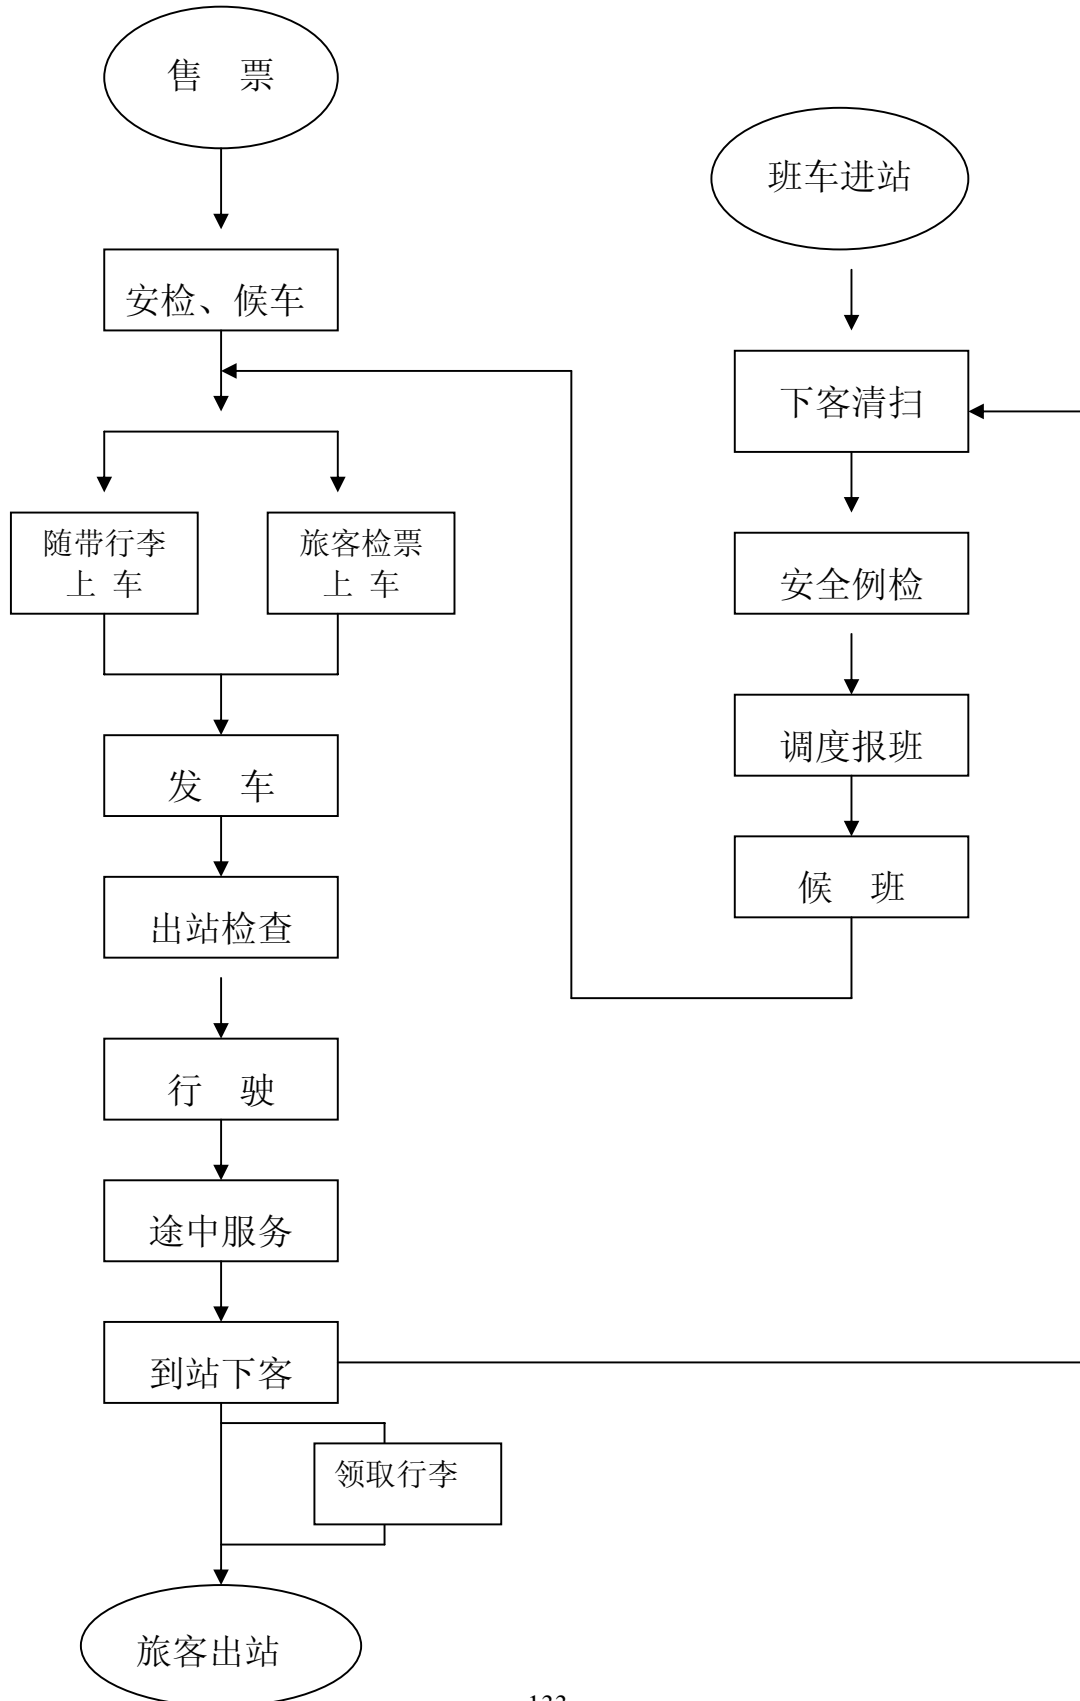 售 票
班车进站
安检、候车
下客清扫
随带行李
上 车
旅客检票
上 车
安全例检
调度报班
发 车
候 班
出站检查
行 驶
途中服务
到站下客
领取行李
旅客出站
133